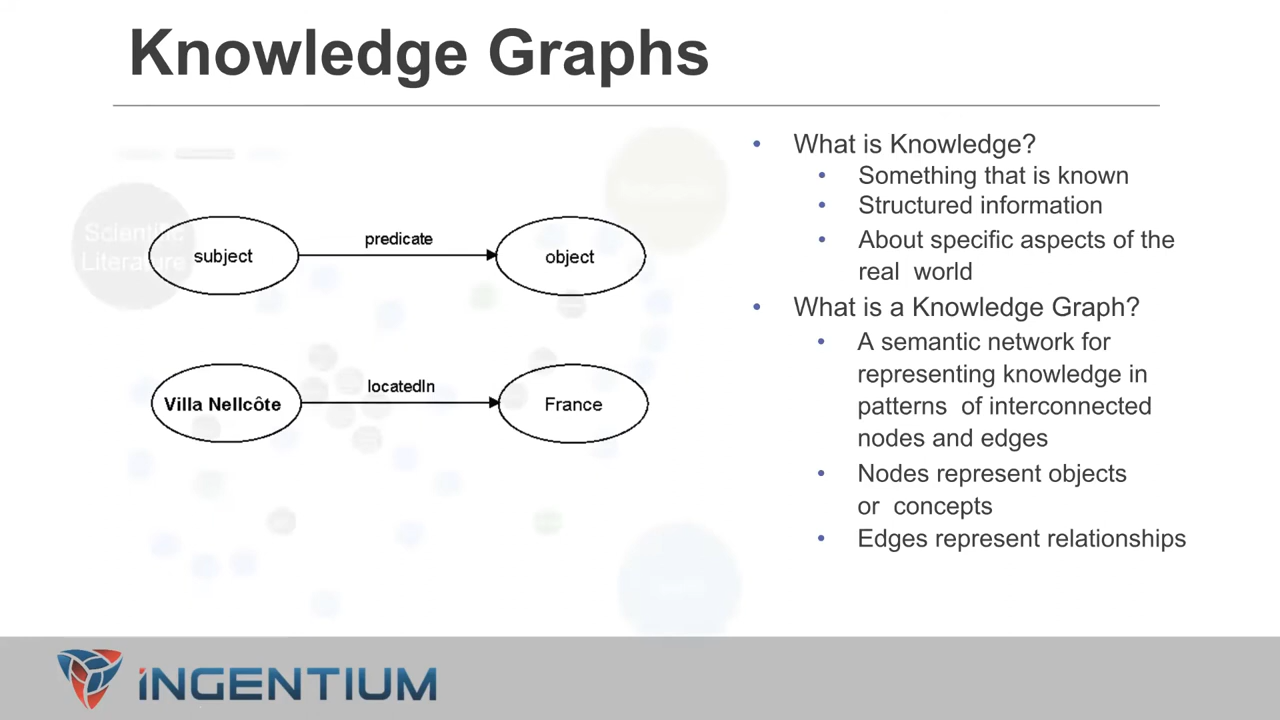 Knowledge Graphs
Scientific
Literature
subject
predicate
object
Villa Nellcôte
locatedIn
France
• What is Knowledge?
• Something that is known
• Structured information
• About specific aspects of the
real world
• What is a Knowledge Graph?
• A semantic network for
representing knowledge in
patterns of interconnected
nodes and edges
• Nodes represent objects
or concepts
• Edges represent relationships
iNGENTIUM